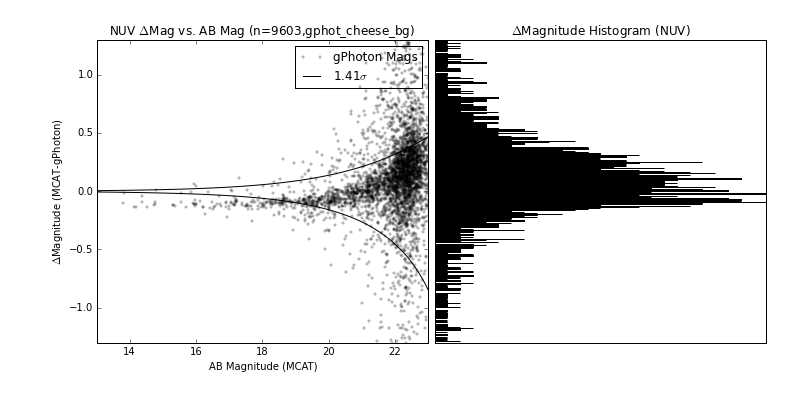 NUV ΔMag vs. AB Mag (n=9603,gphot_cheese_bg)
ΔMagnitude Histogram (NUV)
gPhoton Mags
1.41σ
ΔMagnitude (MCAT-gPhoton)
1.0
0.5
0.0
−0.5
−1.0
14 16 18 20 22
AB Magnitude (MCAT)